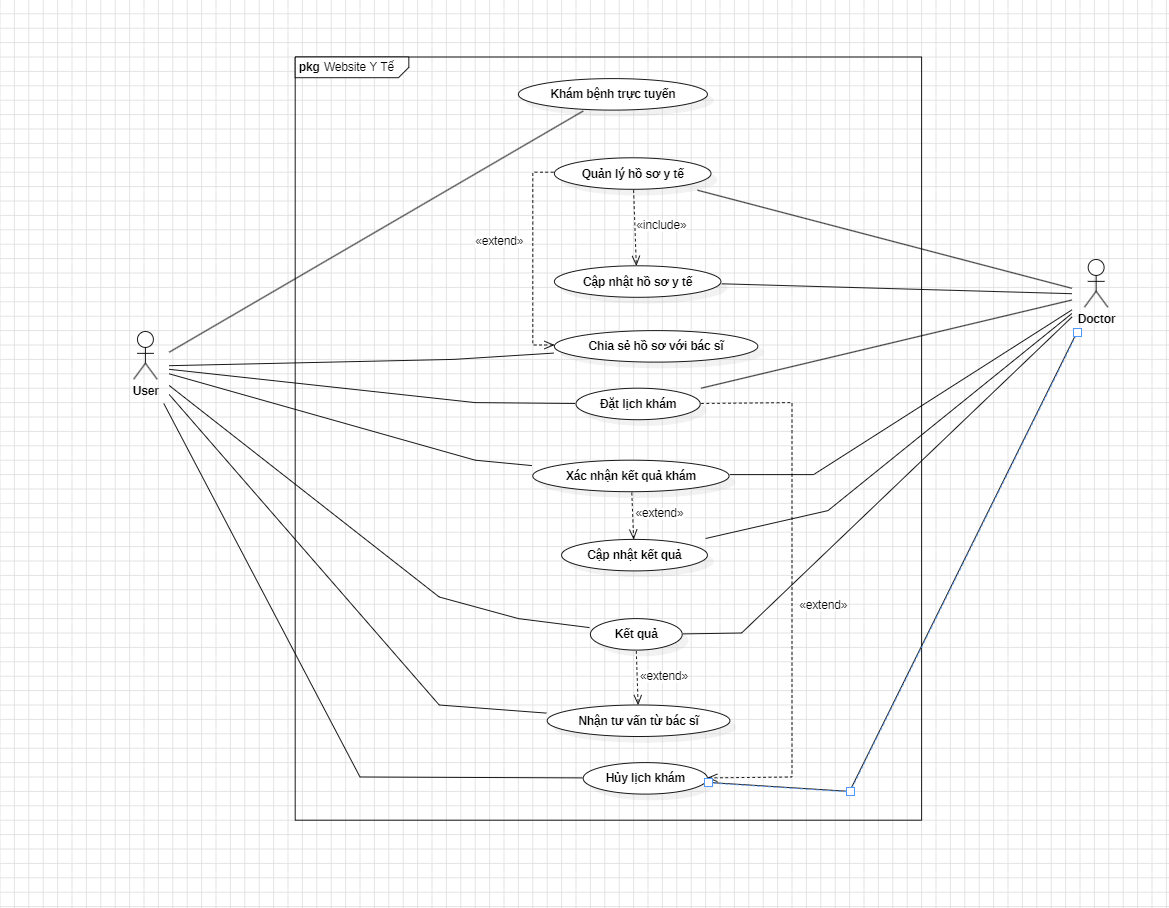 pkg Website Y Tế
Khám bệnh trực tuyến
Quản lý hồ sơ y tế
«include»
«extend»
Cập nhật hồ sơ y tế
Doctor
Chia sẻ hồ sơ với bác sĩ
User
Đặt lịch khám
Xác nhận kết quả khám
«extend»
Cập nhật kết quả
«extend»
Kết quả
«extend»
Nhận tư vấn từ bác sĩ
Hủy lịch khám